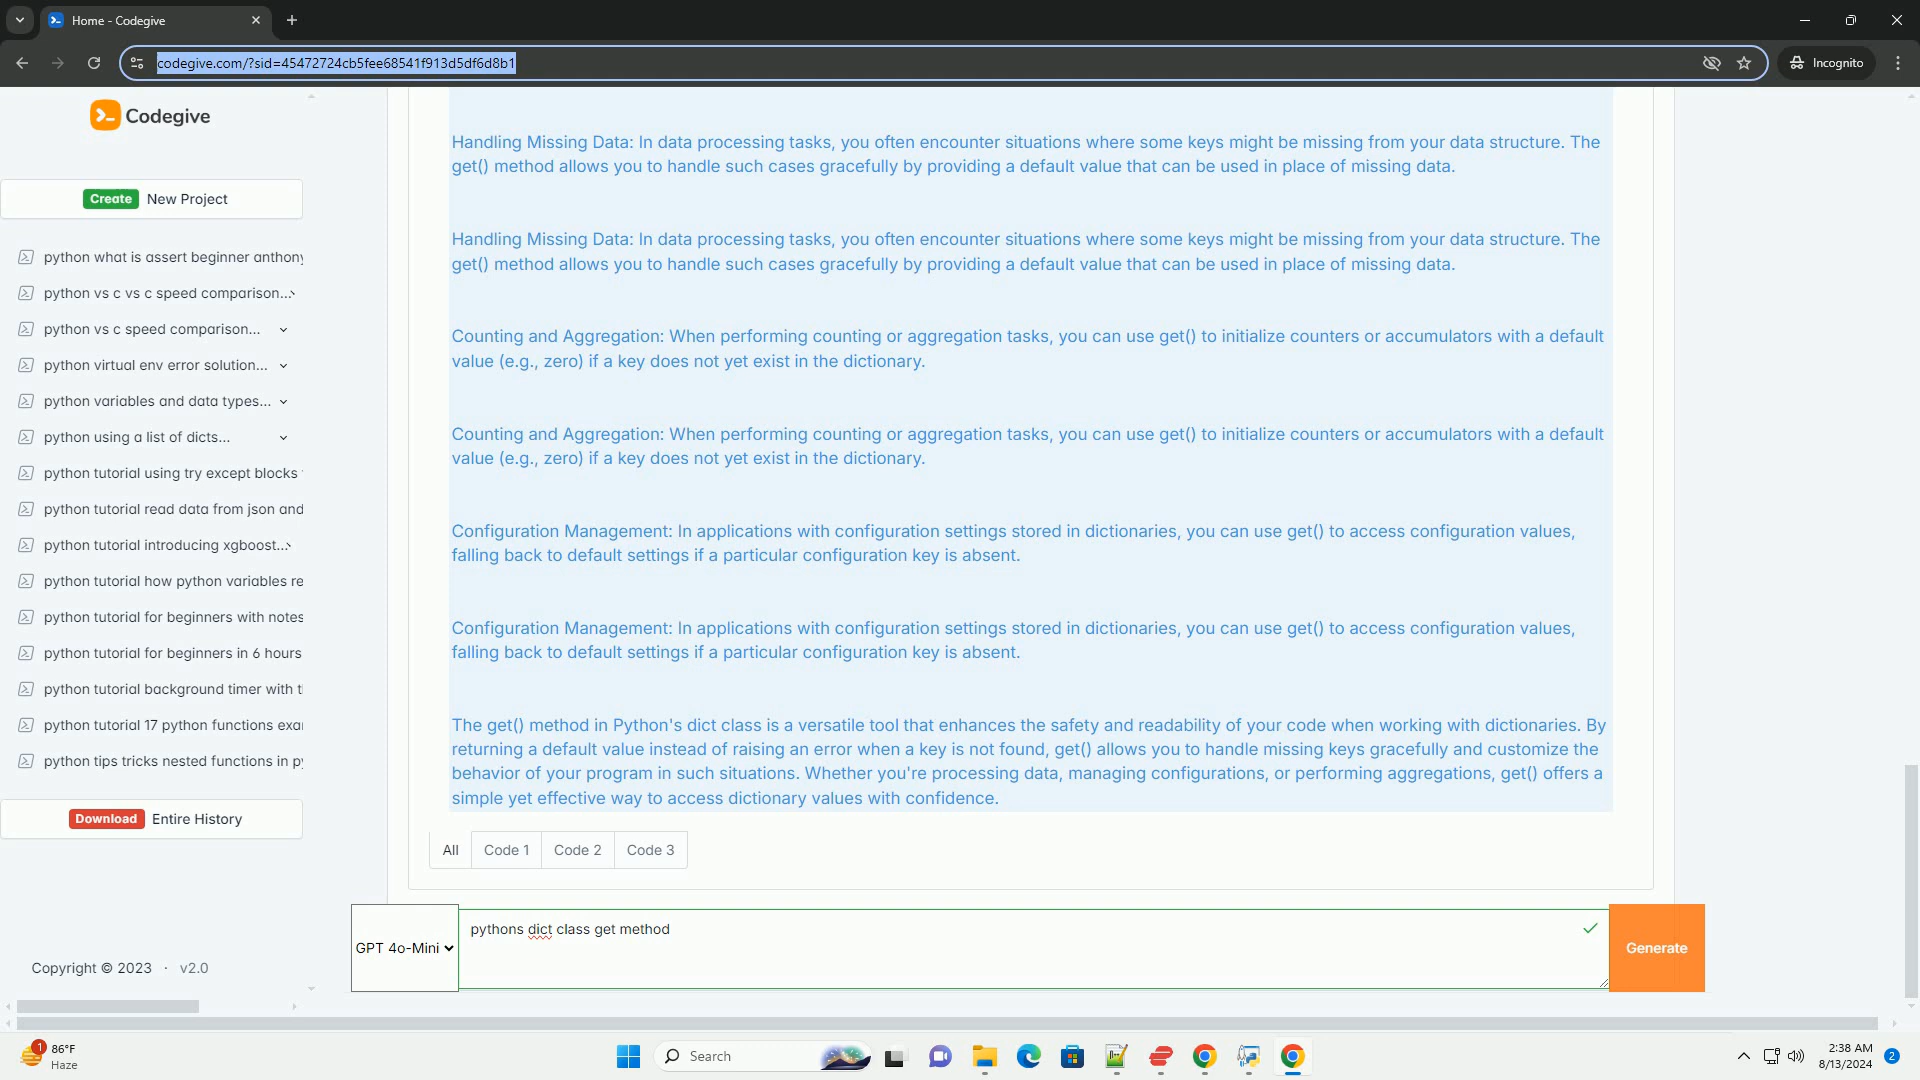 Home - Codegive
codegive.com/?sid=45472724cb5fee68541f913d5df6d8b1
Incognito
Codegive
Create New Project
python what is assert beginner anthony
python vs c vs c speed comparison...
python vs c speed comparison...
python virtual env error solution...
python variables and data types...
python using a list of dicts...
python tutorial using try except blocks
python tutorial read data from json and
python tutorial introducing xgboost...
python tutorial how python variables re
python tutorial for beginners with notes
python tutorial for beginners in 6 hours
python tutorial background timer with t
python tutorial 17 python functions exa
python tips tricks nested functions in p
Download Entire History
Copyright © 2023 · v2.0
Handling Missing Data: In data processing tasks, you often encounter situations where some keys might be missing from your data structure. The
get() method allows you to handle such cases gracefully by providing a default value that can be used in place of missing data.
Handling Missing Data: In data processing tasks, you often encounter situations where some keys might be missing from your data structure. The
get() method allows you to handle such cases gracefully by providing a default value that can be used in place of missing data.
Counting and Aggregation: When performing counting or aggregation tasks, you can use get() to initialize counters or accumulators with a default
value (e.g., zero) if a key does not yet exist in the dictionary.
Counting and Aggregation: When performing counting or aggregation tasks, you can use get() to initialize counters or accumulators with a default
value (e.g., zero) if a key does not yet exist in the dictionary.
Configuration Management: In applications with configuration settings stored in dictionaries, you can use get() to access configuration values,
falling back to default settings if a particular configuration key is absent.
Configuration Management: In applications with configuration settings stored in dictionaries, you can use get() to access configuration values,
falling back to default settings if a particular configuration key is absent.
The get() method in Python's dict class is a versatile tool that enhances the safety and readability of your code when working with dictionaries. By
returning a default value instead of raising an error when a key is not found, get() allows you to handle missing keys gracefully and customize the
behavior of your program in such situations. Whether you're processing data, managing configurations, or performing aggregations, get() offers a
simple yet effective way to access dictionary values with confidence.
All Code 1 Code 2 Code 3
GPT 4o-Mini
pythons dict class get method
Generate
1
86°F
Haze
Search
2:38 AM
8/13/2024
2